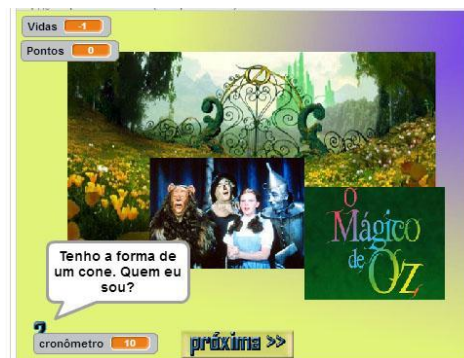 Vidas -1
Pontos 0
O
Mágico
de OZ
Tenho a forma de
um cone. Quem eu
sou?
?
cronômetro 10
próxima >>